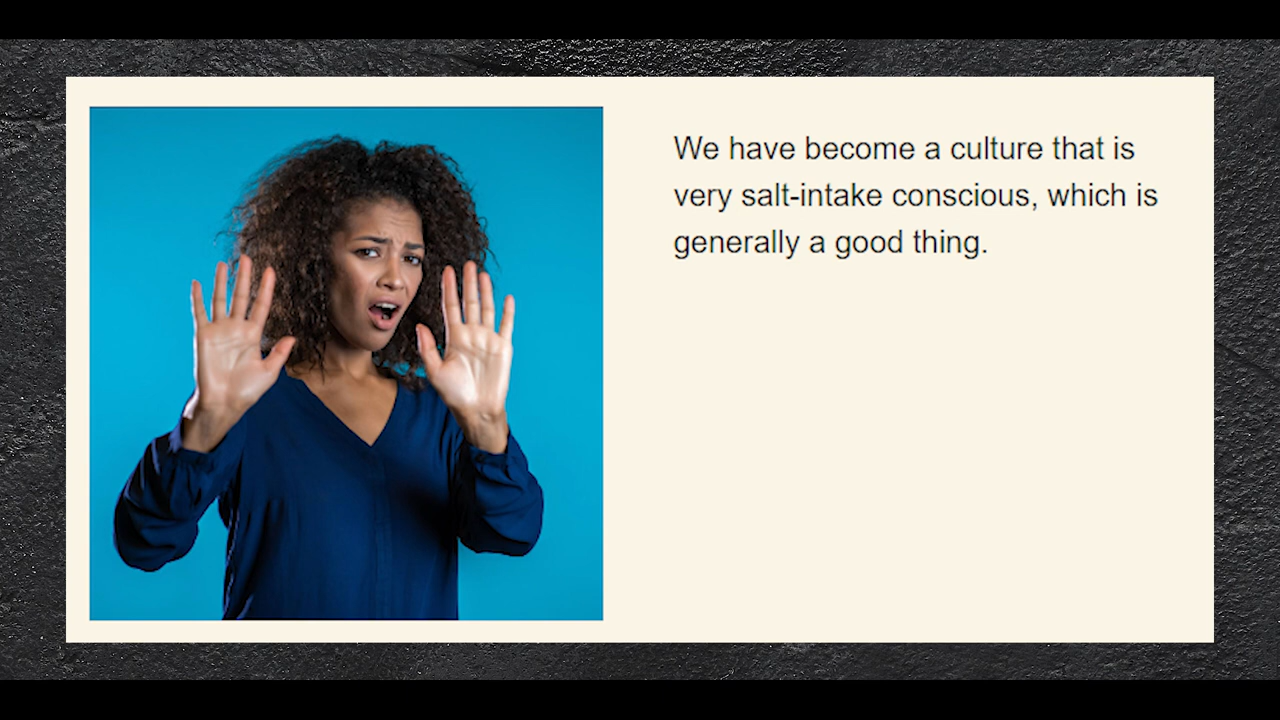 We have become a culture that is
very salt-intake conscious, which is
generally a good thing.